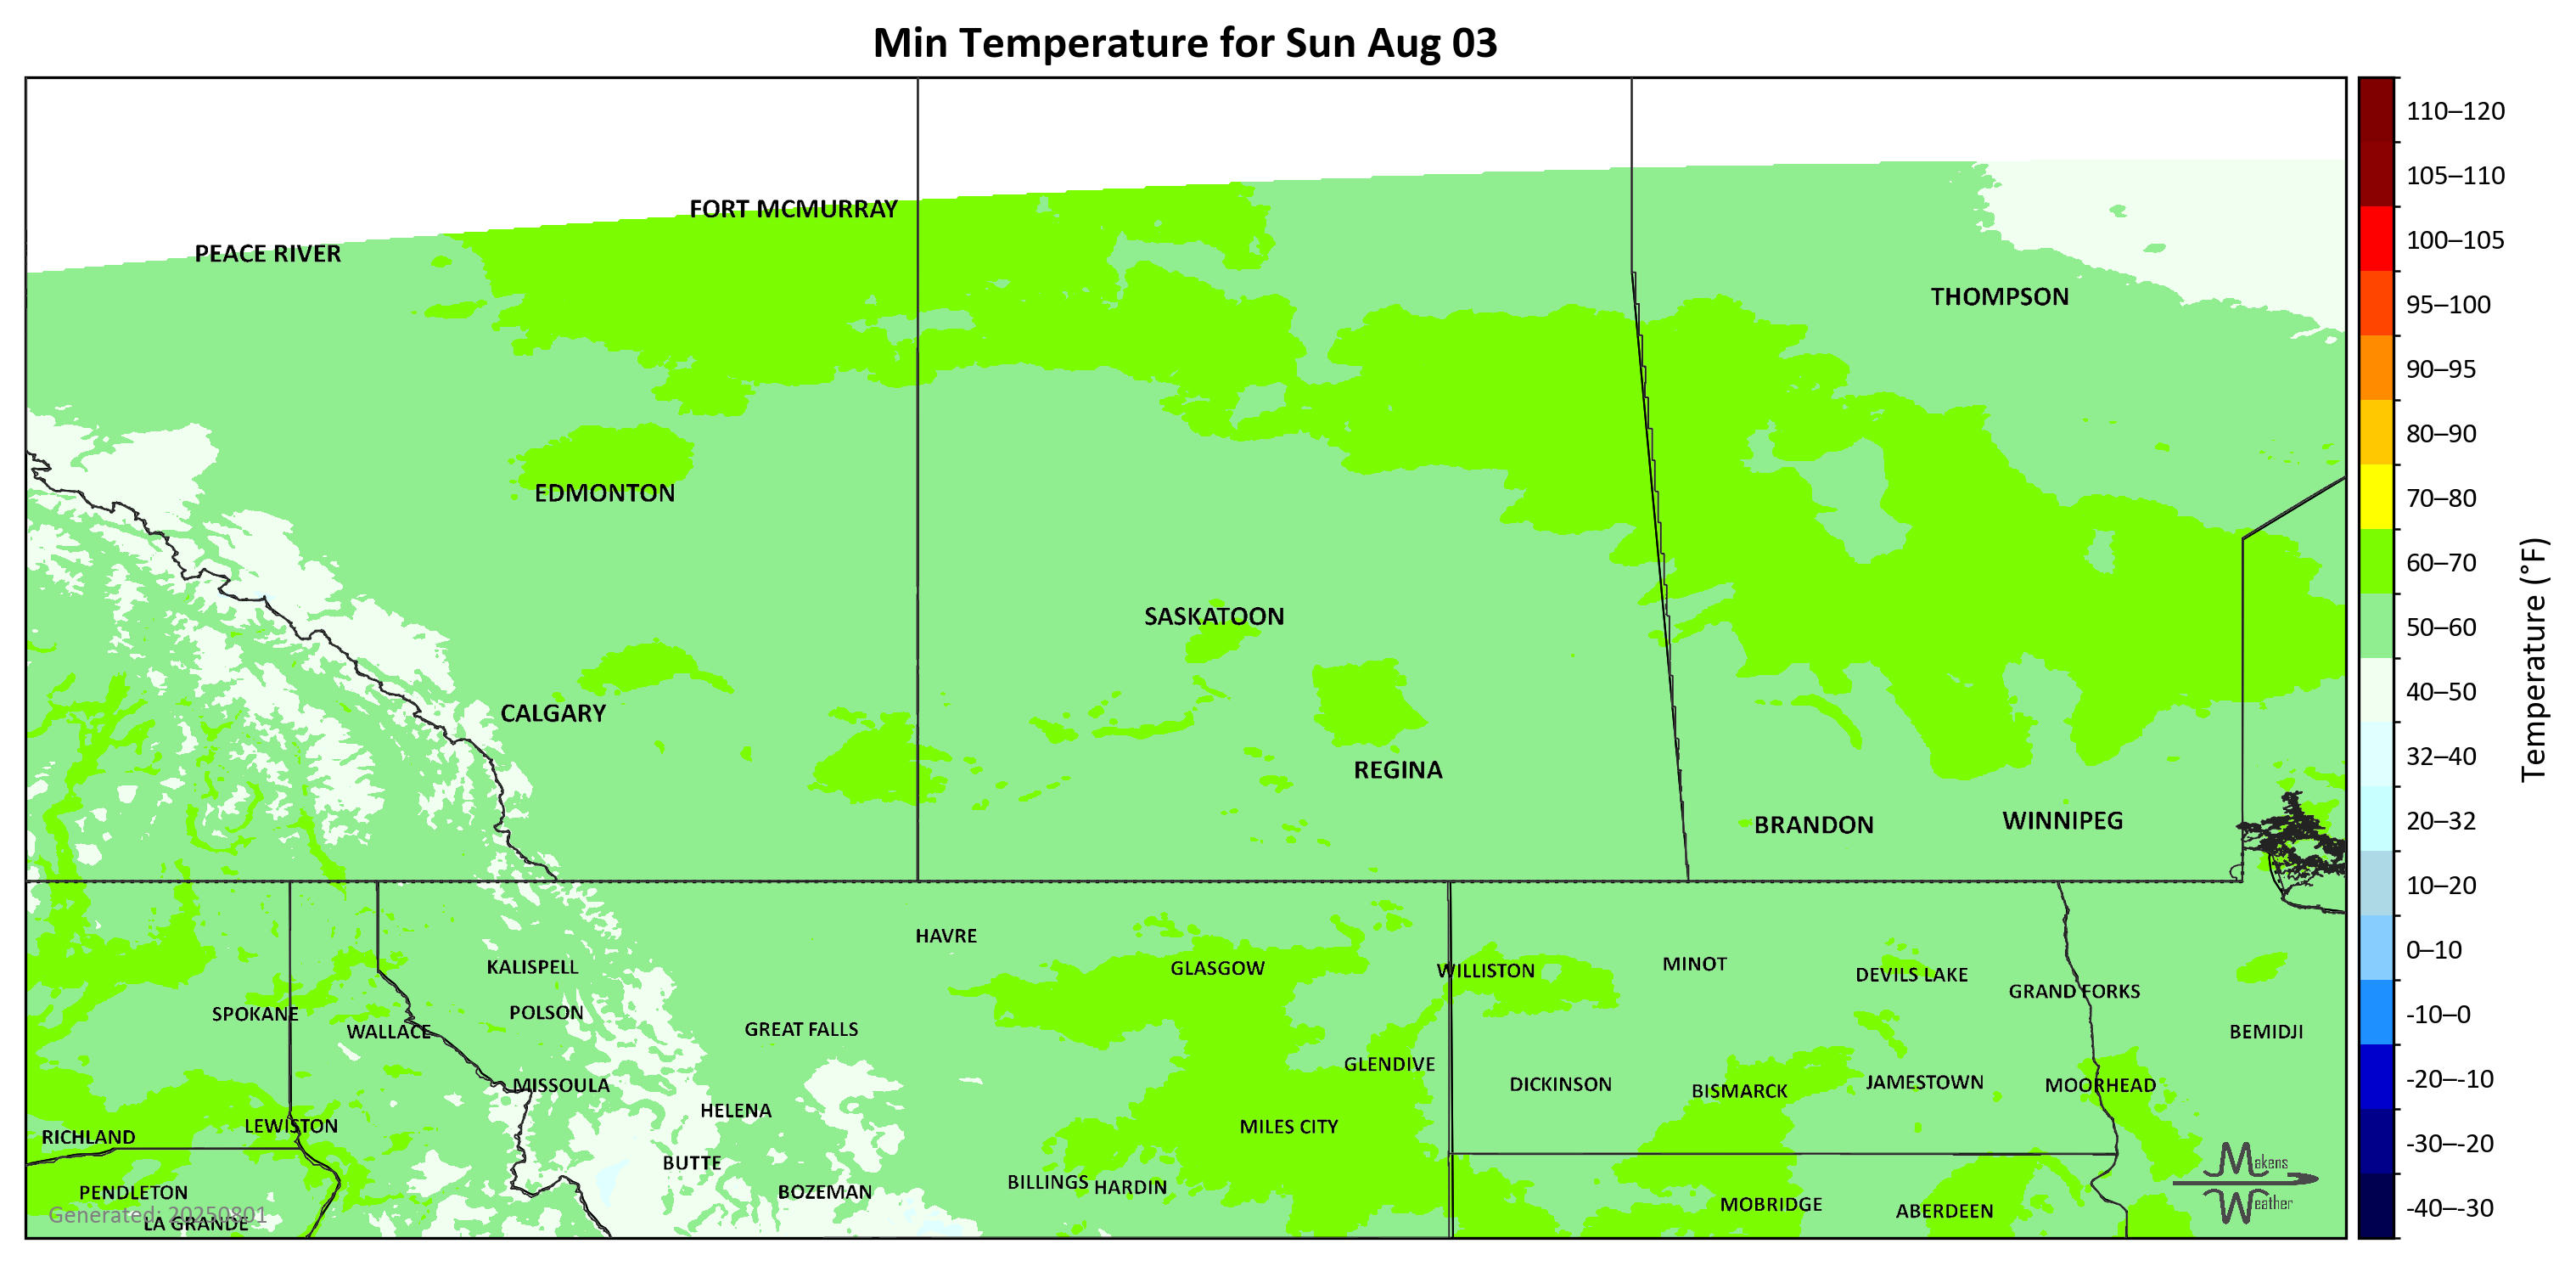 Min Temperature for Sun Aug 03
110–120
105–110
FORT MCMURRAY
100–105
PEACE RIVER
THOMPSON
95–100
90–95
80–90
EDMONTON
70–80
60–70
Temperature (°F)
SASKATOON
50–60
40–50
CALGARY
REGINA
32–40
BRANDON
WINNIPEG
20–32
10–20
HAVRE
0–10
KALISPELL
GLASGOW
WILLISTON
MINOT
DEVILS LAKE
GRAND FORKS
SPOKANE
POLSON
-10–0
WALLACE
GREAT FALLS
BEMIDJI
GLENDIVE
-20–-10
MISSOULA
DICKINSON
BISMARCK
JAMESTOWN
MOORHEAD
HELENA
LEWISTON
MILES CITY
RICHLAND
-30–-20
BUTTE
Makens
Weather
PENDLETON
BOZEMAN
BILLINGS
HARDIN
MOBRIDGE
ABERDEEN
-40–-30
Generated: 20250801
LA GRANDE